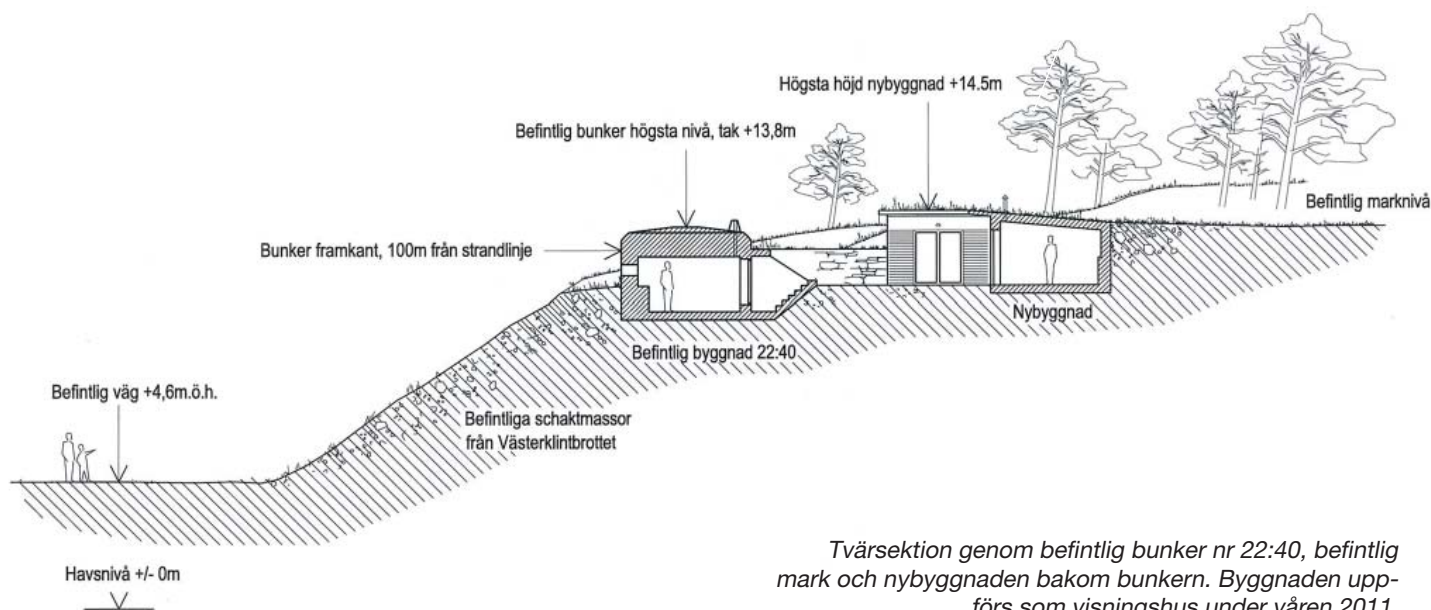 Högsta höjd nybyggnad +14.5m
Befintlig bunker högsta nivå, tak +13,8m
Befintlig marknivå
Bunker framkant, 100m från strandlinje
Nybyggnad
Befintlig byggnad 22:40
Befintlig väg +4,6m.ö.h.
Befintliga schaktmassor
från Västerklintbrottet
Tvärsektion genom befintlig bunker nr 22:40, befintlig
mark och nybyggnaden bakom bunkern. Byggnaden upp-
förs som visningshus under våren 2011.
Havsnivå +/- 0m